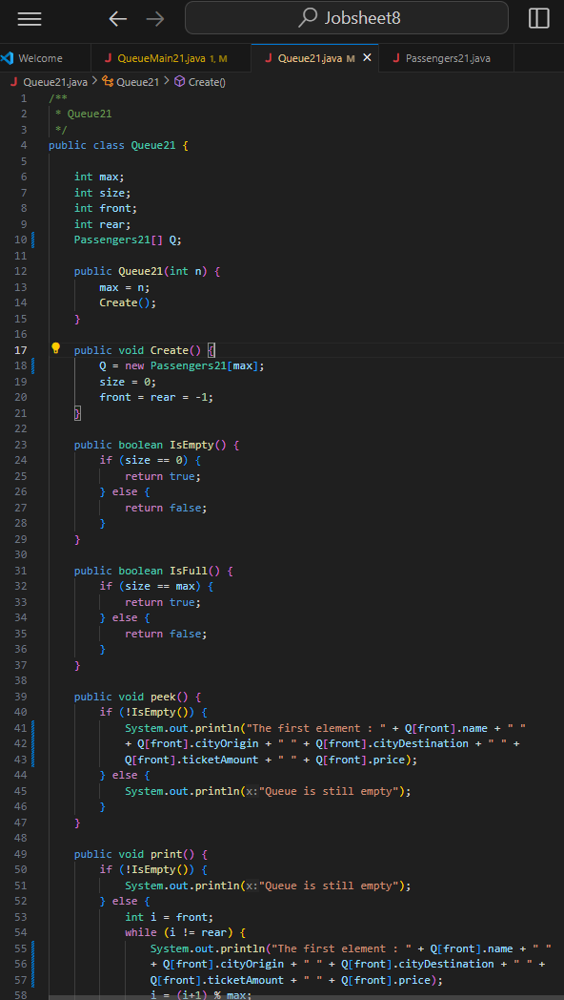 Jobsheet8
Welcome
J QueueMain21.java 1, M
J Queue21.java M ×
J Passengers21.java
J Queue21.java > Queue21 > Create()
1 /**
2 * Queue21
3 */
4 public class Queue21 {
5
6 int max;
7 int size;
8 int front;
9 int rear;
10 Passengers21[] Q;
11
12 public Queue21(int n) {
13 max = n;
14 Create();
15 }
16
17 public void Create() {
18 Q = new Passengers21[max];
19 size = 0;
20 front = rear = -1;
21 }
22
23 public boolean IsEmpty() {
24 if (size == 0) {
25 return true;
26 } else {
27 return false;
28 }
29 }
30
31 public boolean IsFull() {
32 if (size == max) {
33 return true;
34 } else {
35 return false;
36 }
37 }
38
39 public void peek() {
40 if (!IsEmpty()) {
41 System.out.println("The first element : " + Q[front].name + " "
42 + Q[front].cityOrigin + " " + Q[front].cityDestination + " " +
43 Q[front].ticketAmount + " " + Q[front].price);
44 } else {
45 System.out.println(x:"Queue is still empty");
46 }
47 }
48
49 public void print() {
50 if (!IsEmpty()) {
51 System.out.println(x:"Queue is still empty");
52 } else {
53 int i = front;
54 while (i != rear) {
55 System.out.println("The first element : " + Q[front].name + " "
56 + Q[front].cityOrigin + " " + Q[front].cityDestination + " " +
57 Q[front].ticketAmount + " " + Q[front].price);
58 i = (i+1) % max;